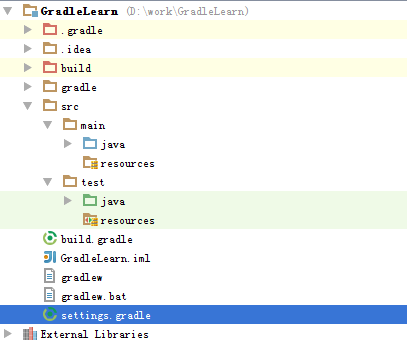 GradleLearn (D:\work\GradleLearn)
.gradle
.idea
build
gradle
src
main
java
resources
test
java
resources
build.gradle
GradleLearn.iml
gradlew
gradlew.bat
settings.gradle
External Libraries